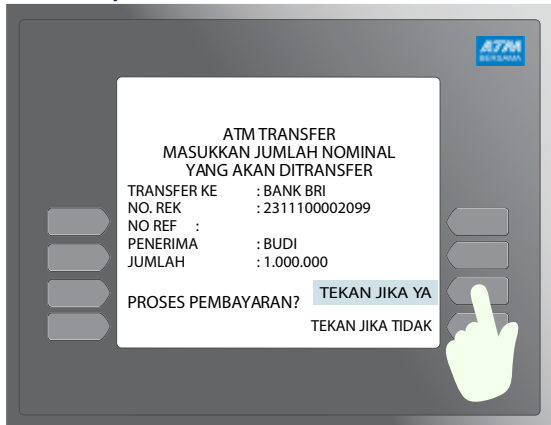 ATM
BERSAMA
ATM TRANSFER
MASUKKAN JUMLAH NOMINAL
YANG AKAN DITRANSFER
TRANSFER KE : BANK BRI
NO. REK : 2311100002099
NO REF :
PENERIMA : BUDI
JUMLAH : 1.000.000
PROSES PEMBAYARAN? TEKAN JIKA YA
TEKAN JIKA TIDAK